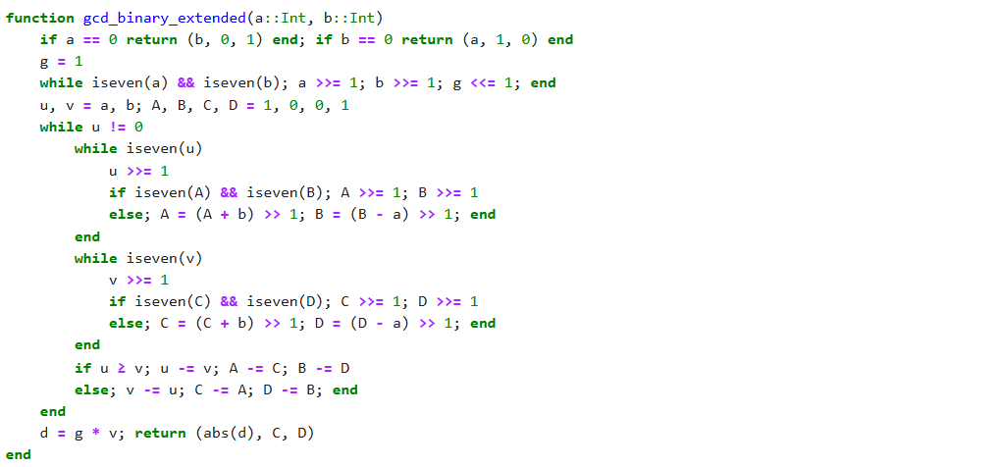 function gcd_binary_extended(a::Int, b::Int)
    if a == 0 return (b, 0, 1) end; if b == 0 return (a, 1, 0) end
    g = 1
    while iseven(a) && iseven(b); a >>= 1; b >>= 1; g <<= 1; end
    u, v = a, b; A, B, C, D = 1, 0, 0, 1
    while u != 0
        while iseven(u)
            u >>= 1
            if iseven(A) && iseven(B); A >>= 1; B >>= 1
            else; A = (A + b) >> 1; B = (B - a) >> 1; end
        end
        while iseven(v)
            v >>= 1
            if iseven(C) && iseven(D); C >>= 1; D >>= 1
            else; C = (C + b) >> 1; D = (D - a) >> 1; end
        end
        if u ≥ v; u -= v; A -= C; B -= D
        else; v -= u; C -= A; D -= B; end
    end
    d = g * v; return (abs(d), C, D)
end